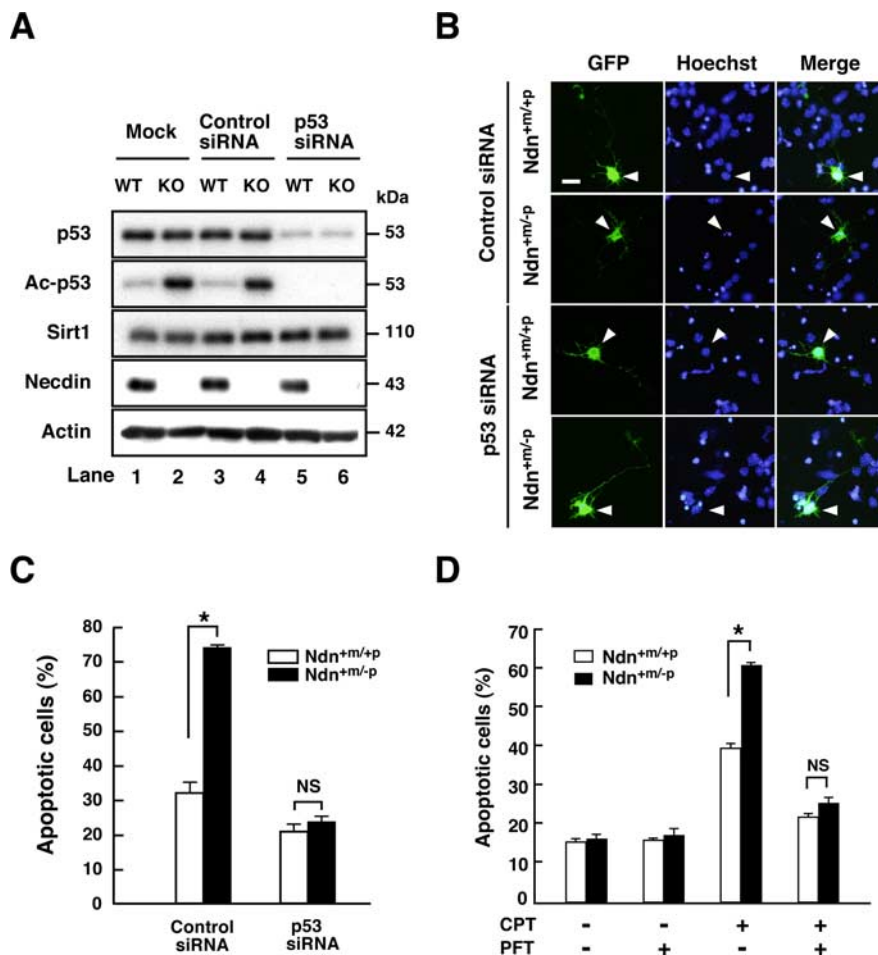 A
Mock
Control siRNA
p53 siRNA
WT KO WT KO WT KO
kDa
p53 53
Ac-p53 53
Sirt1 110
Necdin 43
Actin 42
Lane 1 2 3 4 5 6
B
GFP Hoechst Merge
Control siRNA
Ndn+m/+p
Ndn+m/-p
p53 siRNA
Ndn+m/+p
Ndn+m/-p
C
Apoptotic cells (%)
80
70
60
50
40
30
20
10
0
*
Ndn+m/+p
Ndn+m/-p
NS
Control siRNA
p53 siRNA
D
Apoptotic cells (%)
70
60
50
40
30
20
10
0
Ndn+m/+p
Ndn+m/-p
*
NS
CPT - - + +
PFT - + - +